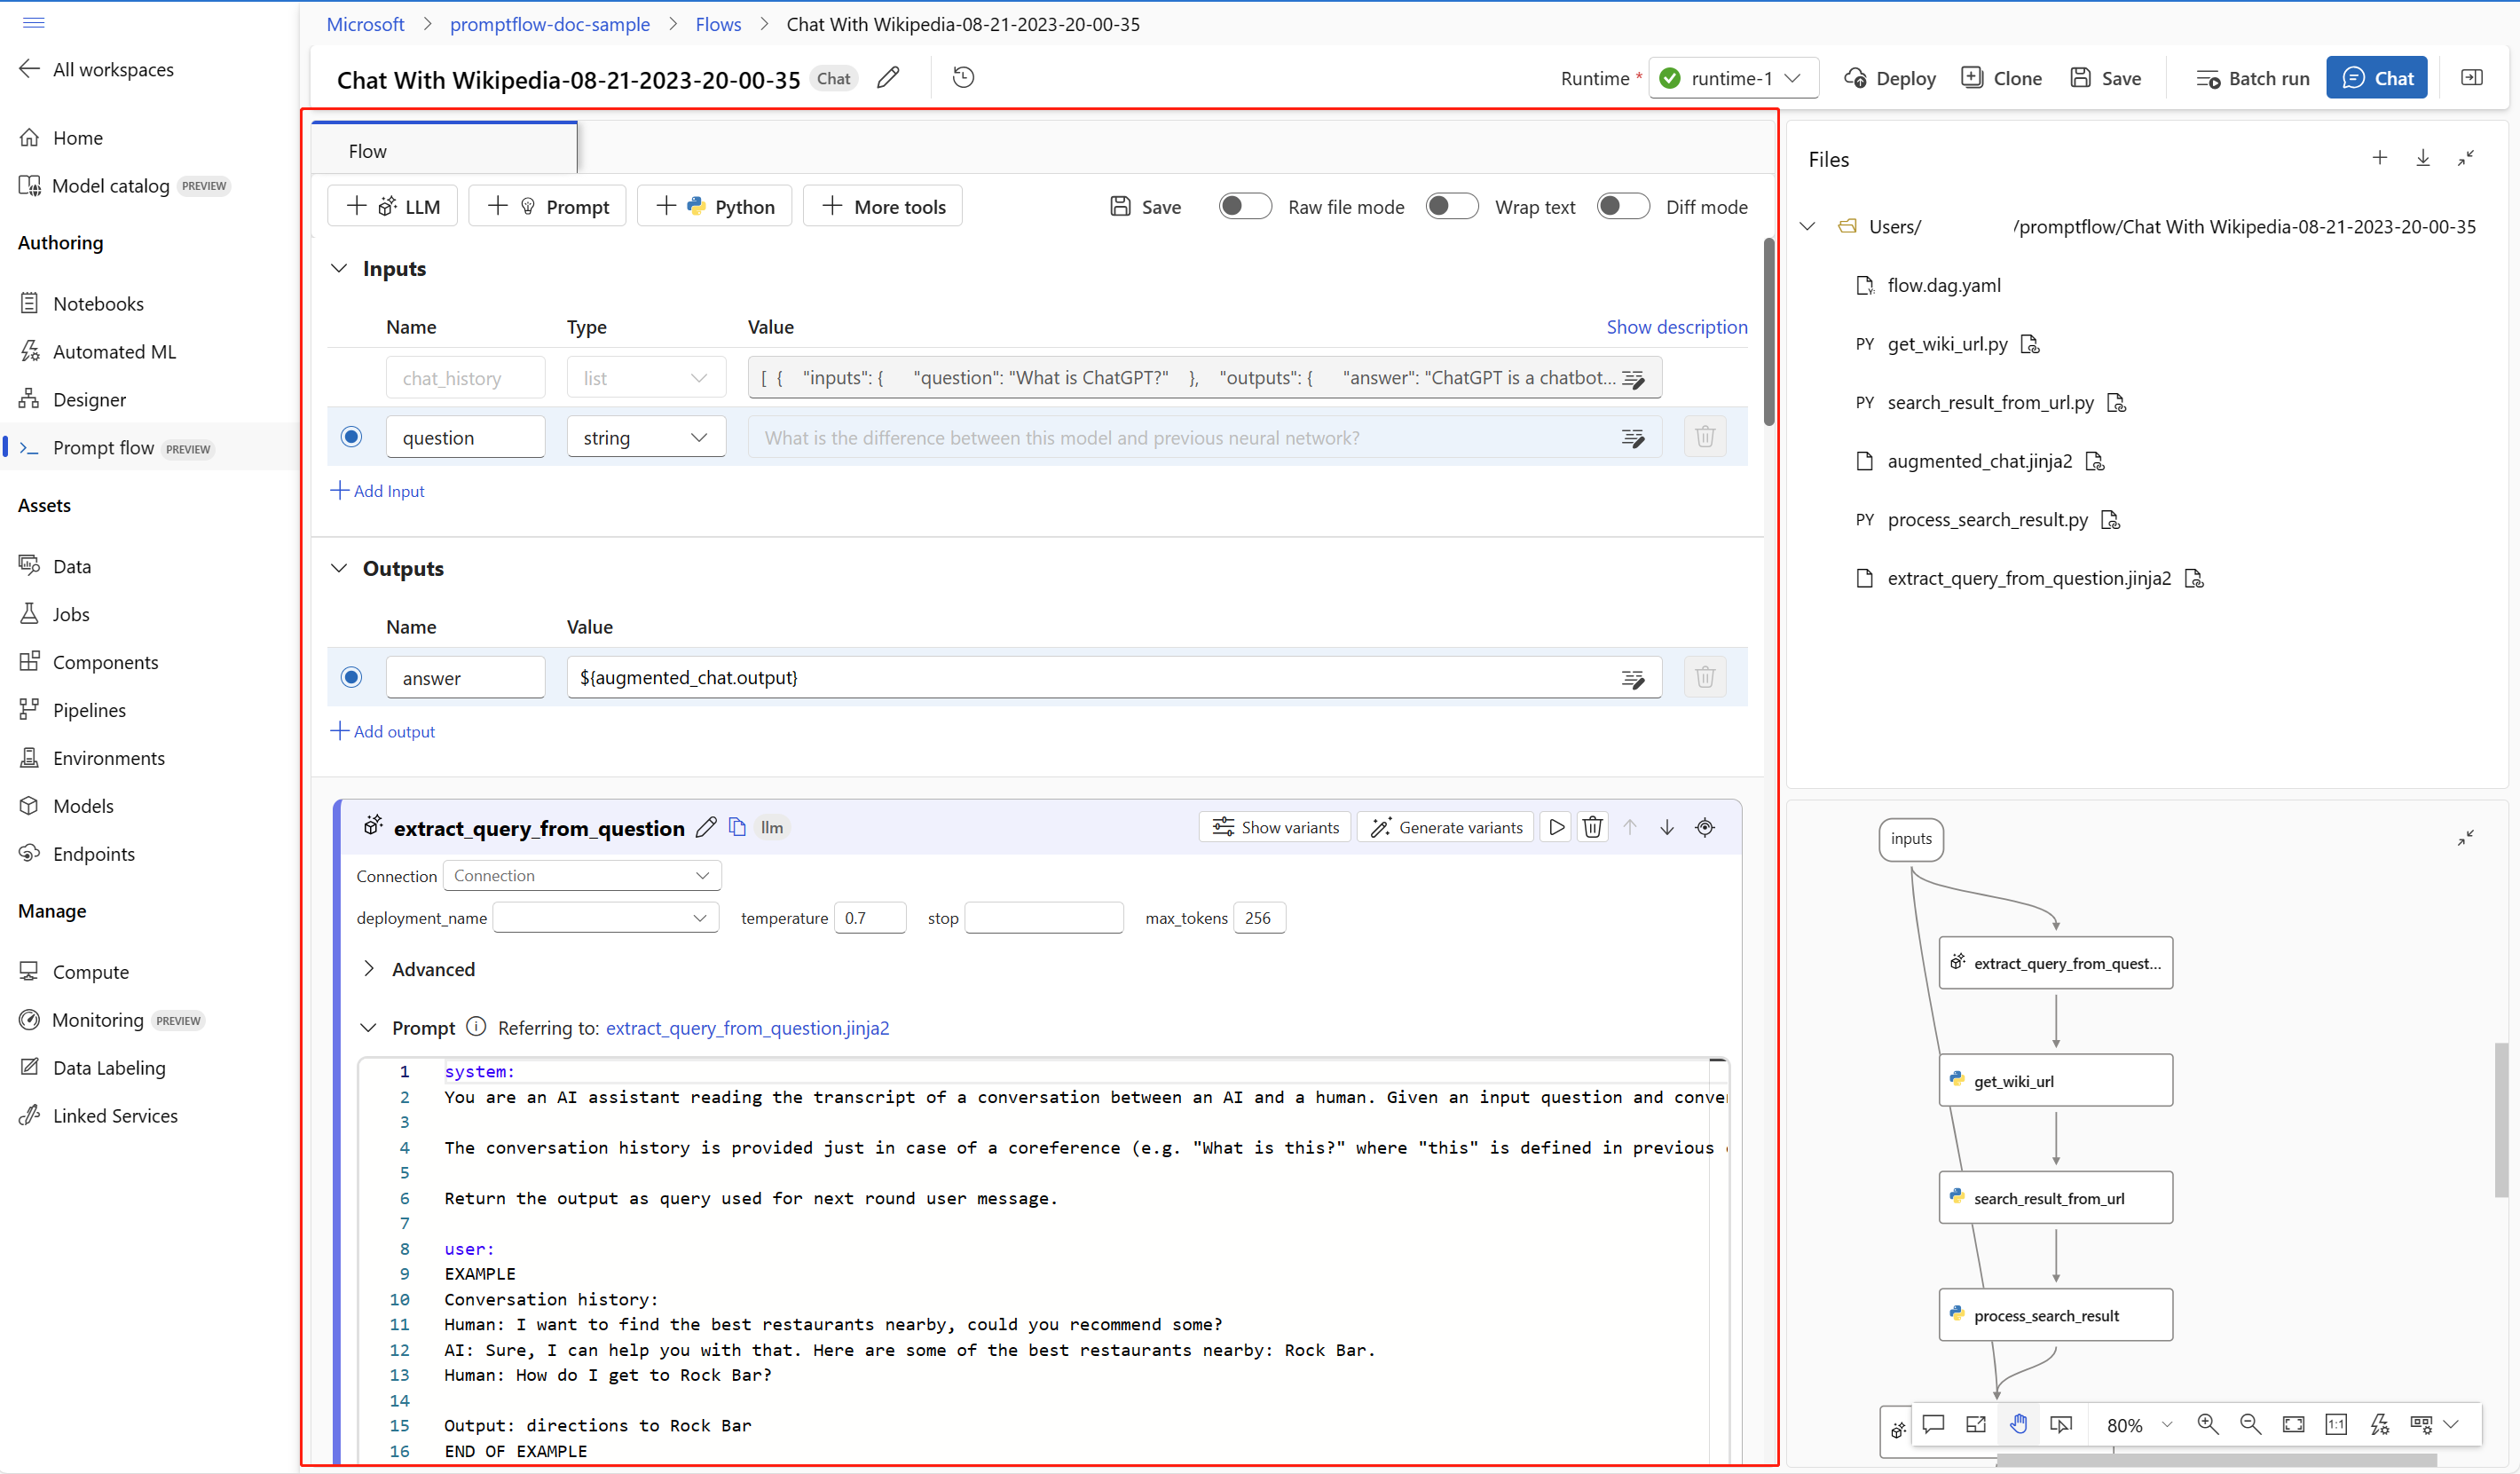 Microsoft > promptflow-doc-sample > Flows > Chat With Wikipedia-08-21-2023-20-00-35
All workspaces
Home
Model catalog PREVIEW
Authoring
Notebooks
Automated ML
Designer
Prompt flow PREVIEW
Assets
Data
Jobs
Components
Pipelines
Environments
Models
Endpoints
Manage
Compute
Monitoring PREVIEW
Data Labeling
Linked Services
Chat With Wikipedia-08-21-2023-20-00-35 Chat
Runtime * runtime-1 Deploy Clone Save Batch run Chat
Flow
LLM Prompt Python More tools Save Raw file mode Wrap text Diff mode
Inputs
Name Type Value Show description
chat_history list [ { "inputs": { "question": "What is ChatGPT?" }, "outputs": { "answer": "ChatGPT is a chatbot...
question string What is the difference between this model and previous neural network?
Add Input
Outputs
Name Value
answer ${augmented_chat.output}
Add output
extract_query_from_question llm Show variants Generate variants
Connection Connection
deployment_name temperature 0.7 stop max_tokens 256
Advanced
Prompt Referring to: extract_query_from_question.jinja2
1 system:
2 You are an AI assistant reading the transcript of a conversation between an AI and a human. Given an input question and
3
4 The conversation history is provided just in case of a coreference (e.g. "What is this?" where "this" is defined in previous
5
6 Return the output as query used for next round user message.
7
8 user:
9 EXAMPLE
10 Conversation history:
11 Human: I want to find the best restaurants nearby, could you recommend some?
12 AI: Sure, I can help you with that. Here are some of the best restaurants nearby: Rock Bar.
13 Human: How do I get to Rock Bar?
14
15 Output: directions to Rock Bar
16 END OF EXAMPLE
Files
Users/ /promptflow/Chat With Wikipedia-08-21-2023-20-00-35
flow.dag.yaml
PY get_wiki_url.py
PY search_result_from_url.py
augmented_chat.jinja2
PY process_search_result.py
extract_query_from_question.jinja2
inputs
extract_query_from_quest...
get_wiki_url
search_result_from_url
process_search_result
80%
1:1